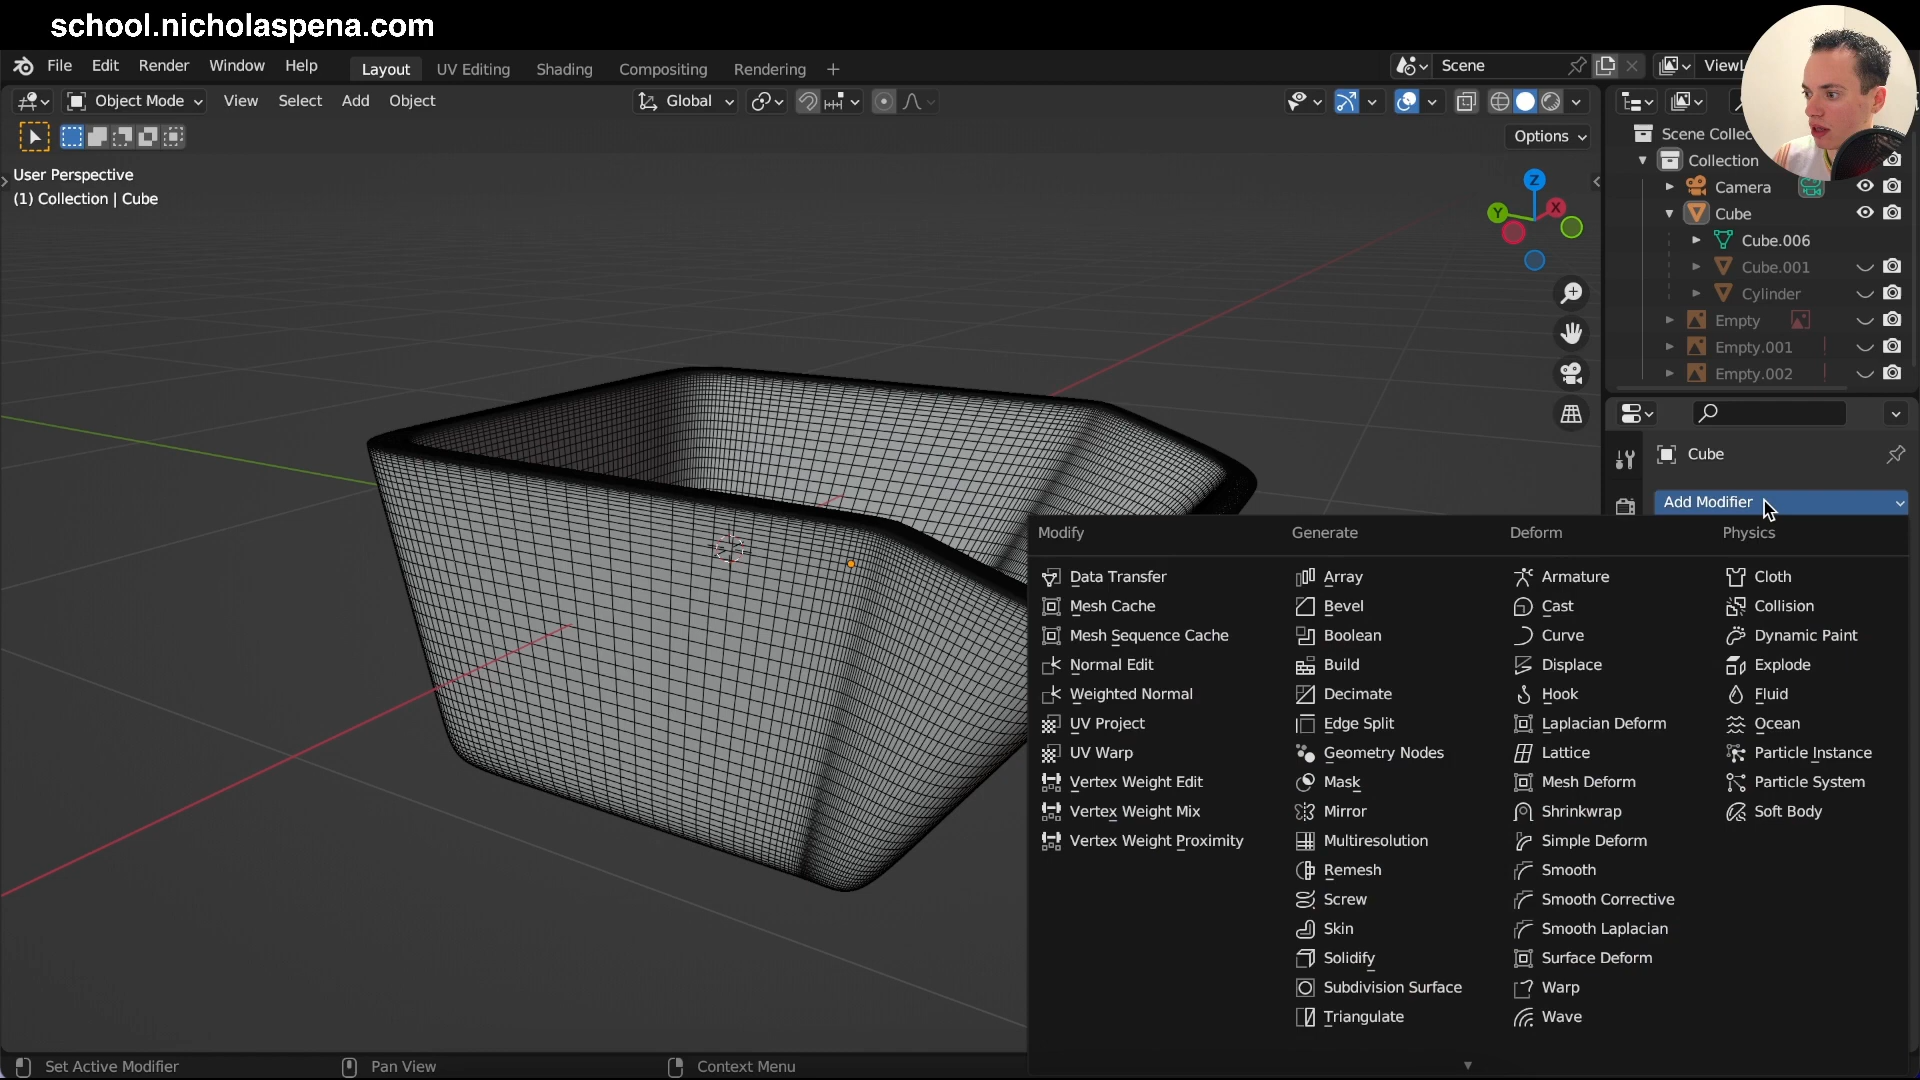 school.nicholaspena.com
File Edit Render Window Help Layout UV Editing Shading Compositing Rendering + Scene ViewL
Object Mode View Select Add Object Global
Options
User Perspective
(1) Collection | Cube
Z
Y
X
Scene Collec
Collection
Camera
Cube
Cube.006
Cube.001
Cylinder
Empty
Empty.001
Empty.002
Cube
Add Modifier
Modify
Data Transfer
Mesh Cache
Mesh Sequence Cache
Normal Edit
Weighted Normal
UV Project
UV Warp
Vertex Weight Edit
Vertex Weight Mix
Vertex Weight Proximity
Generate
Array
Bevel
Boolean
Build
Decimate
Edge Split
Geometry Nodes
Mask
Mirror
Multiresolution
Remesh
Screw
Skin
Solidify
Subdivision Surface
Triangulate
Deform
Armature
Cast
Curve
Displace
Hook
Laplacian Deform
Lattice
Mesh Deform
Shrinkwrap
Simple Deform
Smooth
Smooth Corrective
Smooth Laplacian
Surface Deform
Warp
Wave
Physics
Cloth
Collision
Dynamic Paint
Explode
Fluid
Ocean
Particle Instance
Particle System
Soft Body
Set Active Modifier Pan View Context Menu